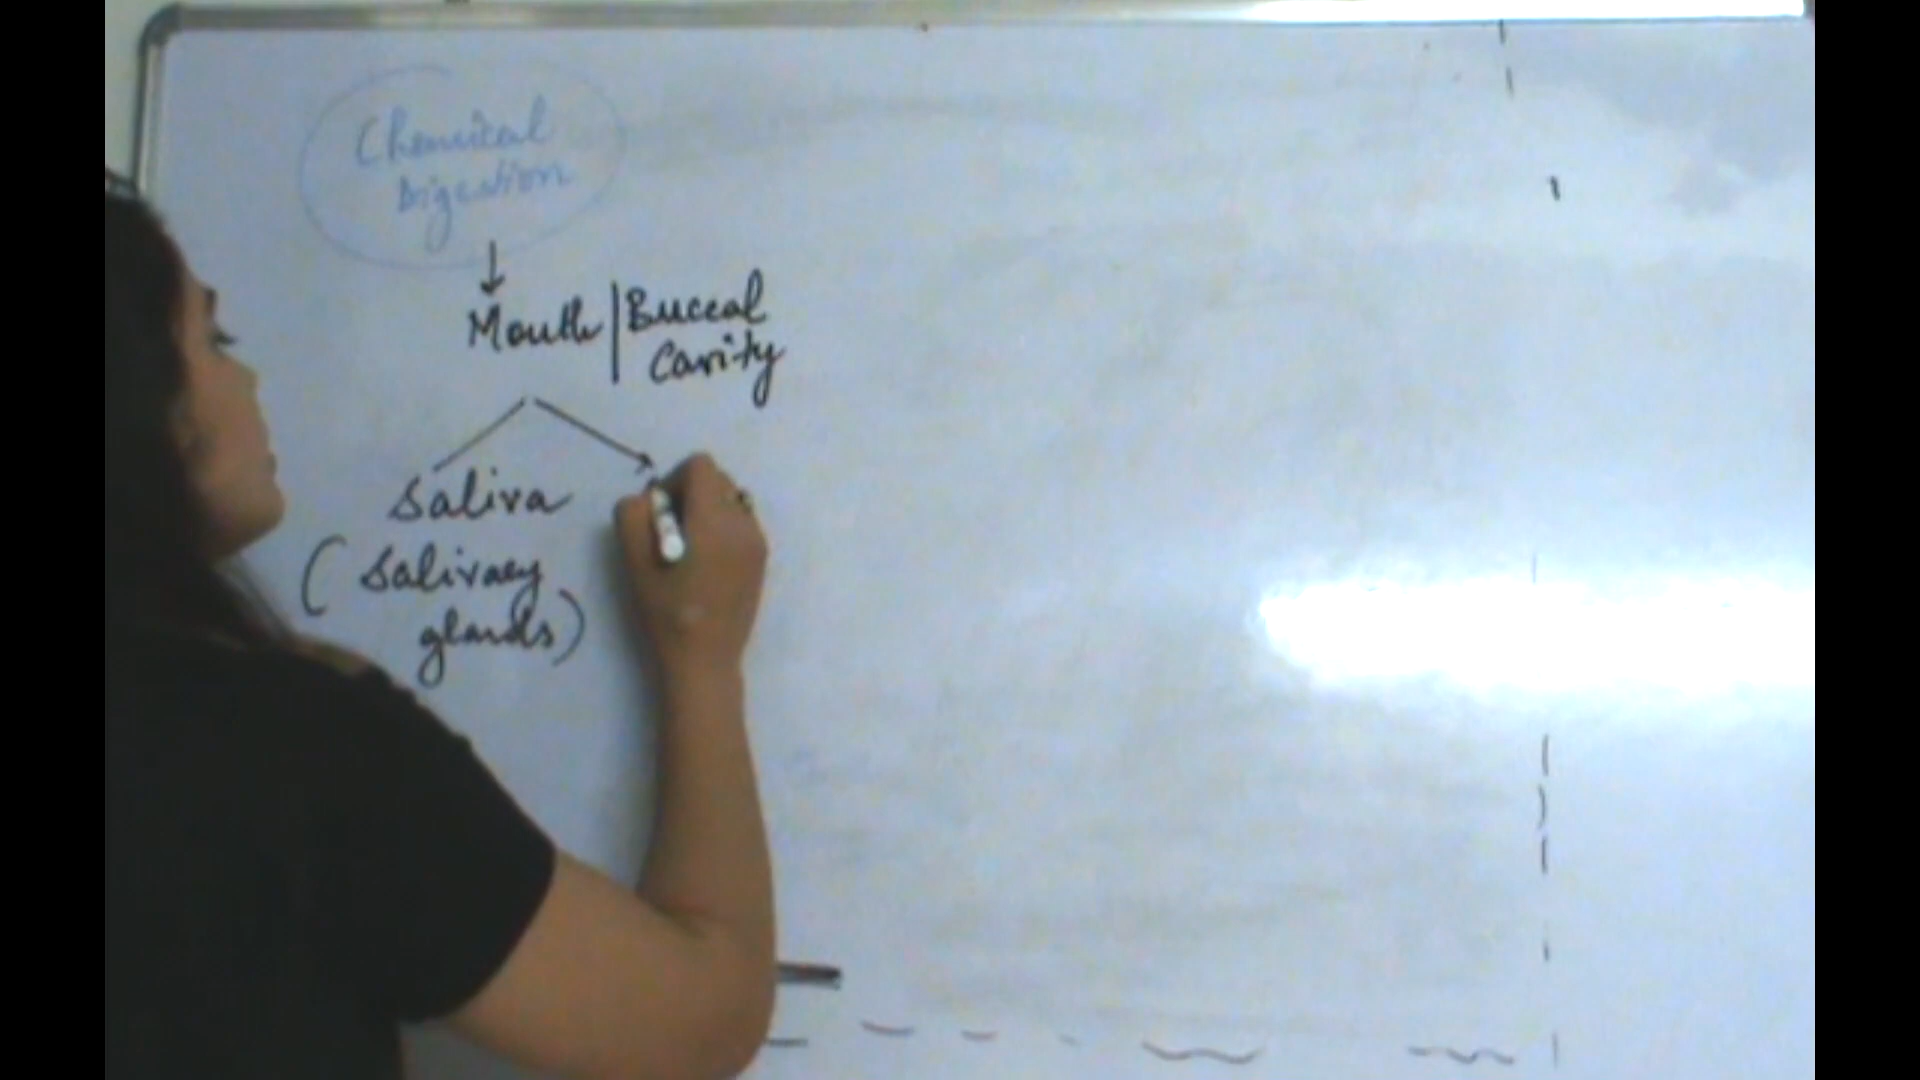 Chemical
Digestion
Mouth | Buccal
Cavity
Saliva
(Salivary
glands)